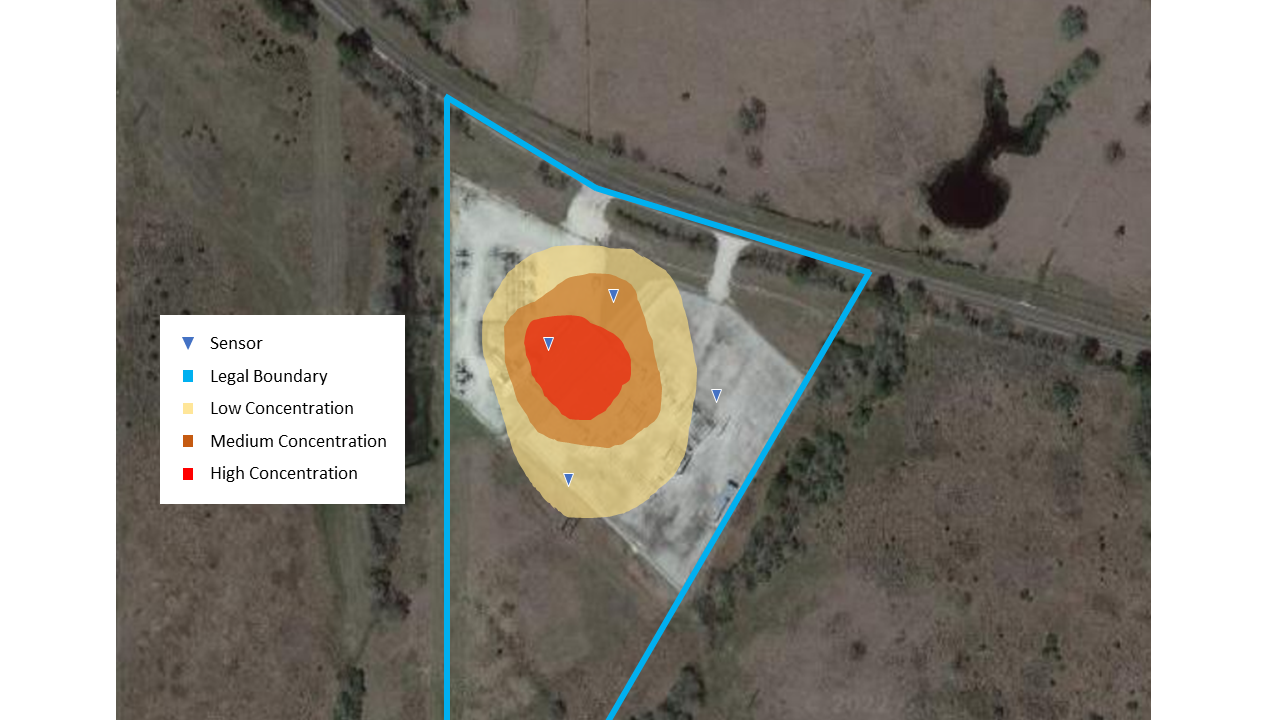 Sensor
Legal Boundary
Low Concentration
Medium Concentration
High Concentration